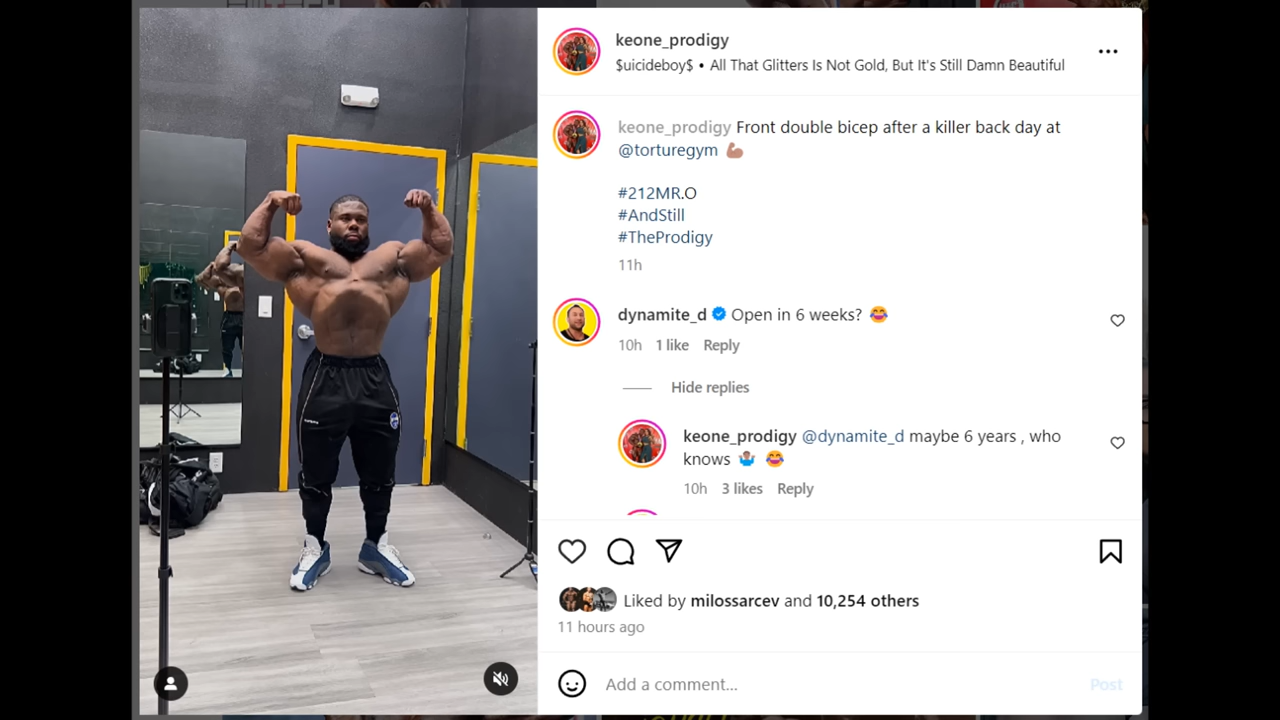 keone_prodigy
$uicideboy$ • All That Glitters Is Not Gold, But It's Still Damn Beautiful
keone_prodigy Front double bicep after a killer back day at
@torturegym 💪🏽
#212MR.O
#AndStill
#TheProdigy
11h
dynamite_d Open in 6 weeks? 😂
10h 1 like Reply
Hide replies
keone_prodigy @dynamite_d maybe 6 years , who
knows 🤷🏽‍♂️ 😂
10h 3 likes Reply
Liked by milossarcev and 10,254 others
11 hours ago
Add a comment...
Post